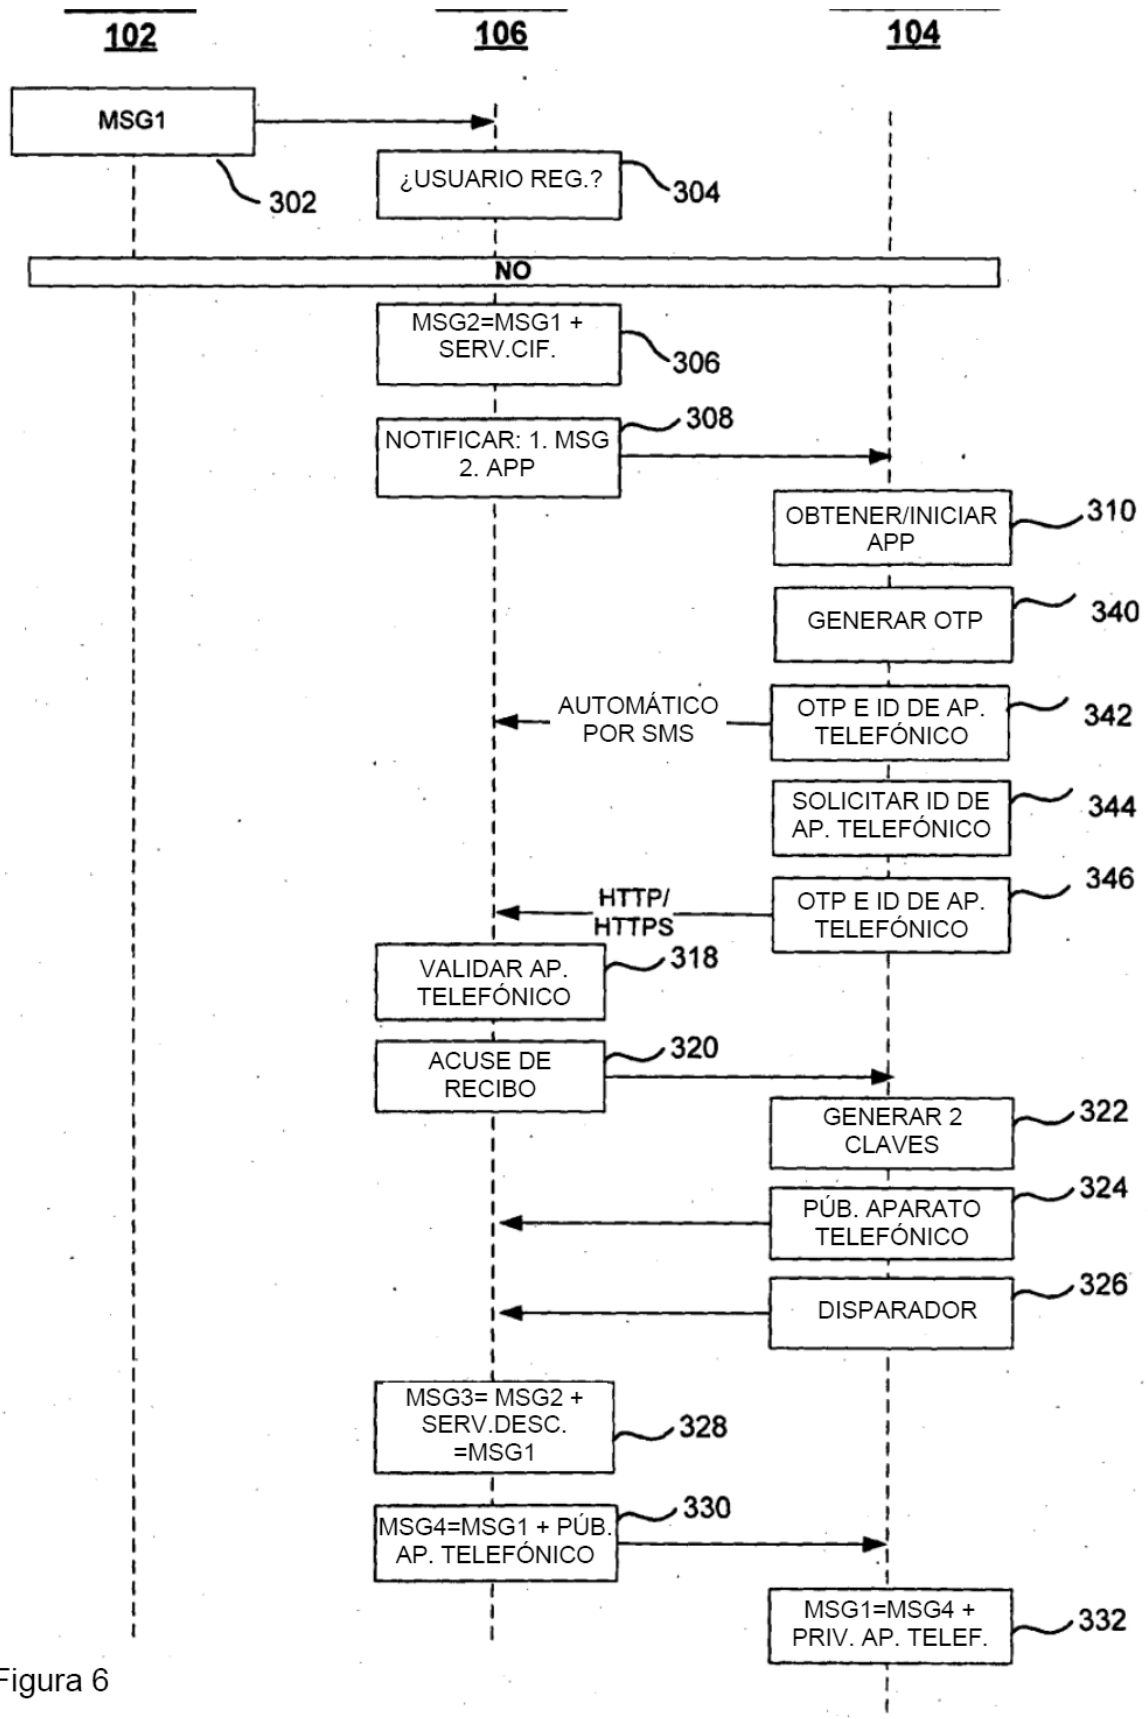 102
106
104
MSG1
302
¿USUARIO REG.?
304
NO
MSG2=MSG1 +
SERV.CIF.
306
NOTIFICAR: 1. MSG
2. APP
308
OBTENER/INICIAR
APP
310
GENERAR OTP
340
AUTOMÁTICO
POR SMS
OTP E ID DE AP.
TELEFÓNICO
342
SOLICITAR ID DE
AP. TELEFÓNICO
344
HTTP/
HTTPS
OTP E ID DE AP.
TELEFÓNICO
346
VALIDAR AP.
TELEFÓNICO
318
ACUSE DE
RECIBO
320
GENERAR 2
CLAVES
322
PÚB. APARATO
TELEFÓNICO
324
DISPARADOR
326
MSG3= MSG2 +
SERV.DESC.
=MSG1
328
MSG4=MSG1 + PÚB.
AP. TELEFÓNICO
330
MSG1=MSG4 +
PRIV. AP. TELEF.
332
Figura 6